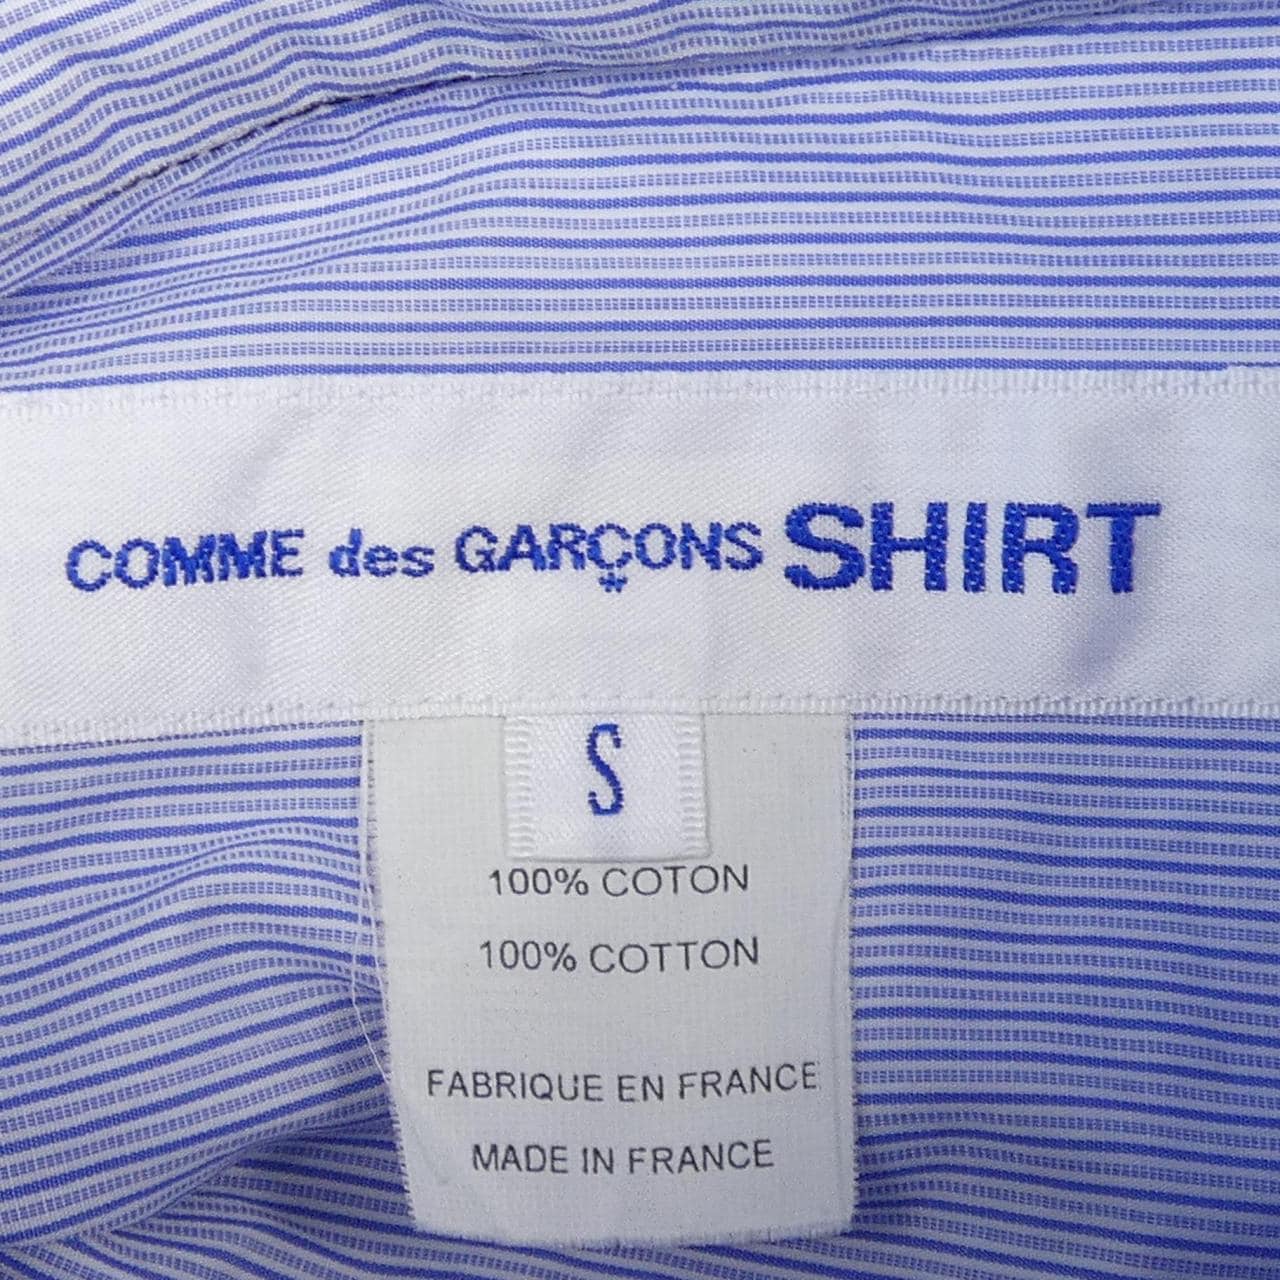 COMME des GARÇONS SHIRT
S
100% COTON
100% COTTON
FABRIQUE EN FRANCE
MADE IN FRANCE